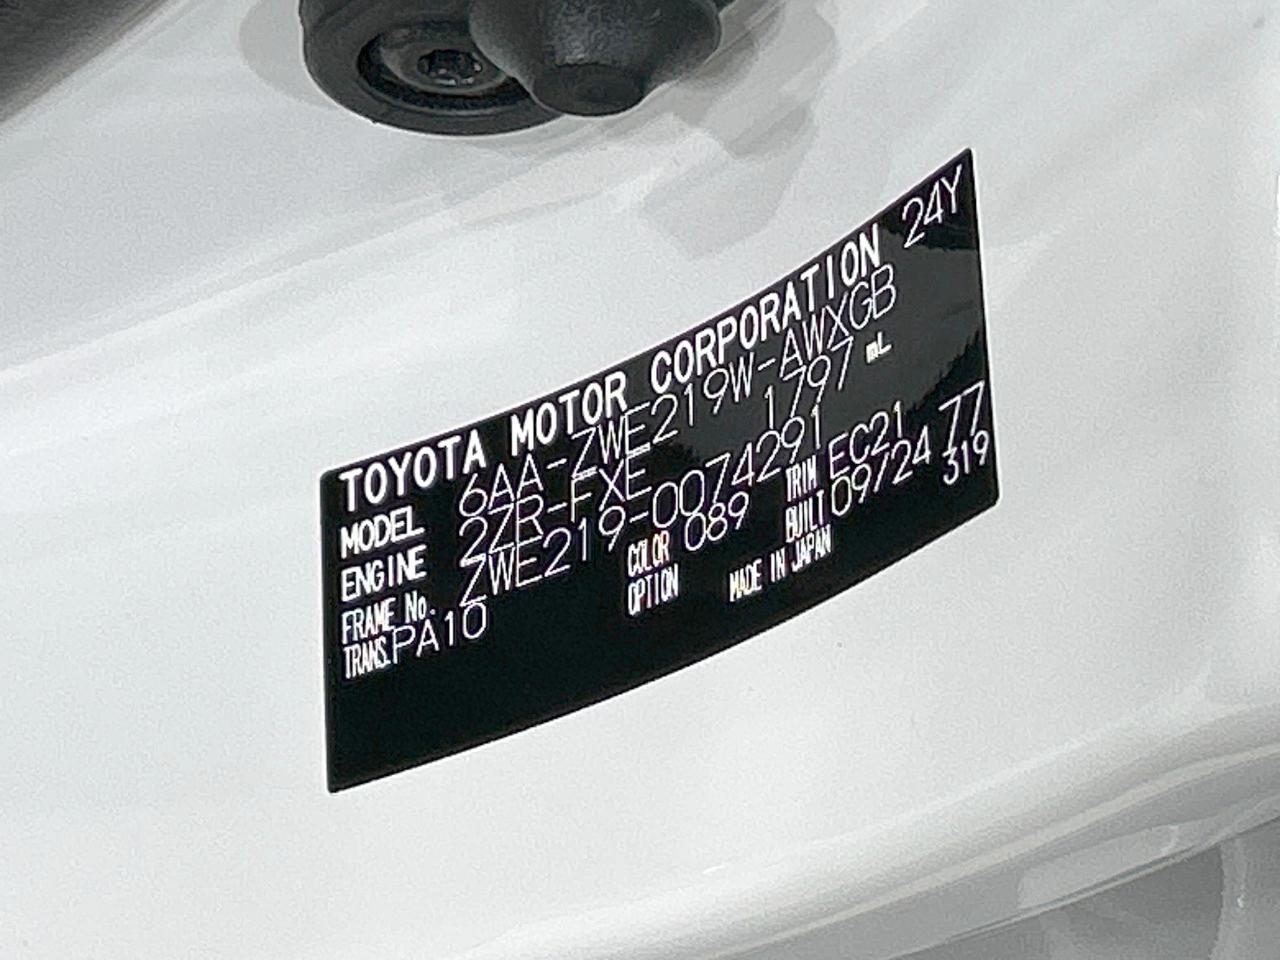 TOYOTA MOTOR CORPORATION 24Y
MODEL 6AA-ZWE219W-AWXGB
ENGINE 2ZR-FXE 1797 mL
FRAME No. ZWE219-0074291
TRANS. PA10 COLOR 089 TRIM EC21 77
OPTION BUILT 09724 319
MADE IN JAPAN